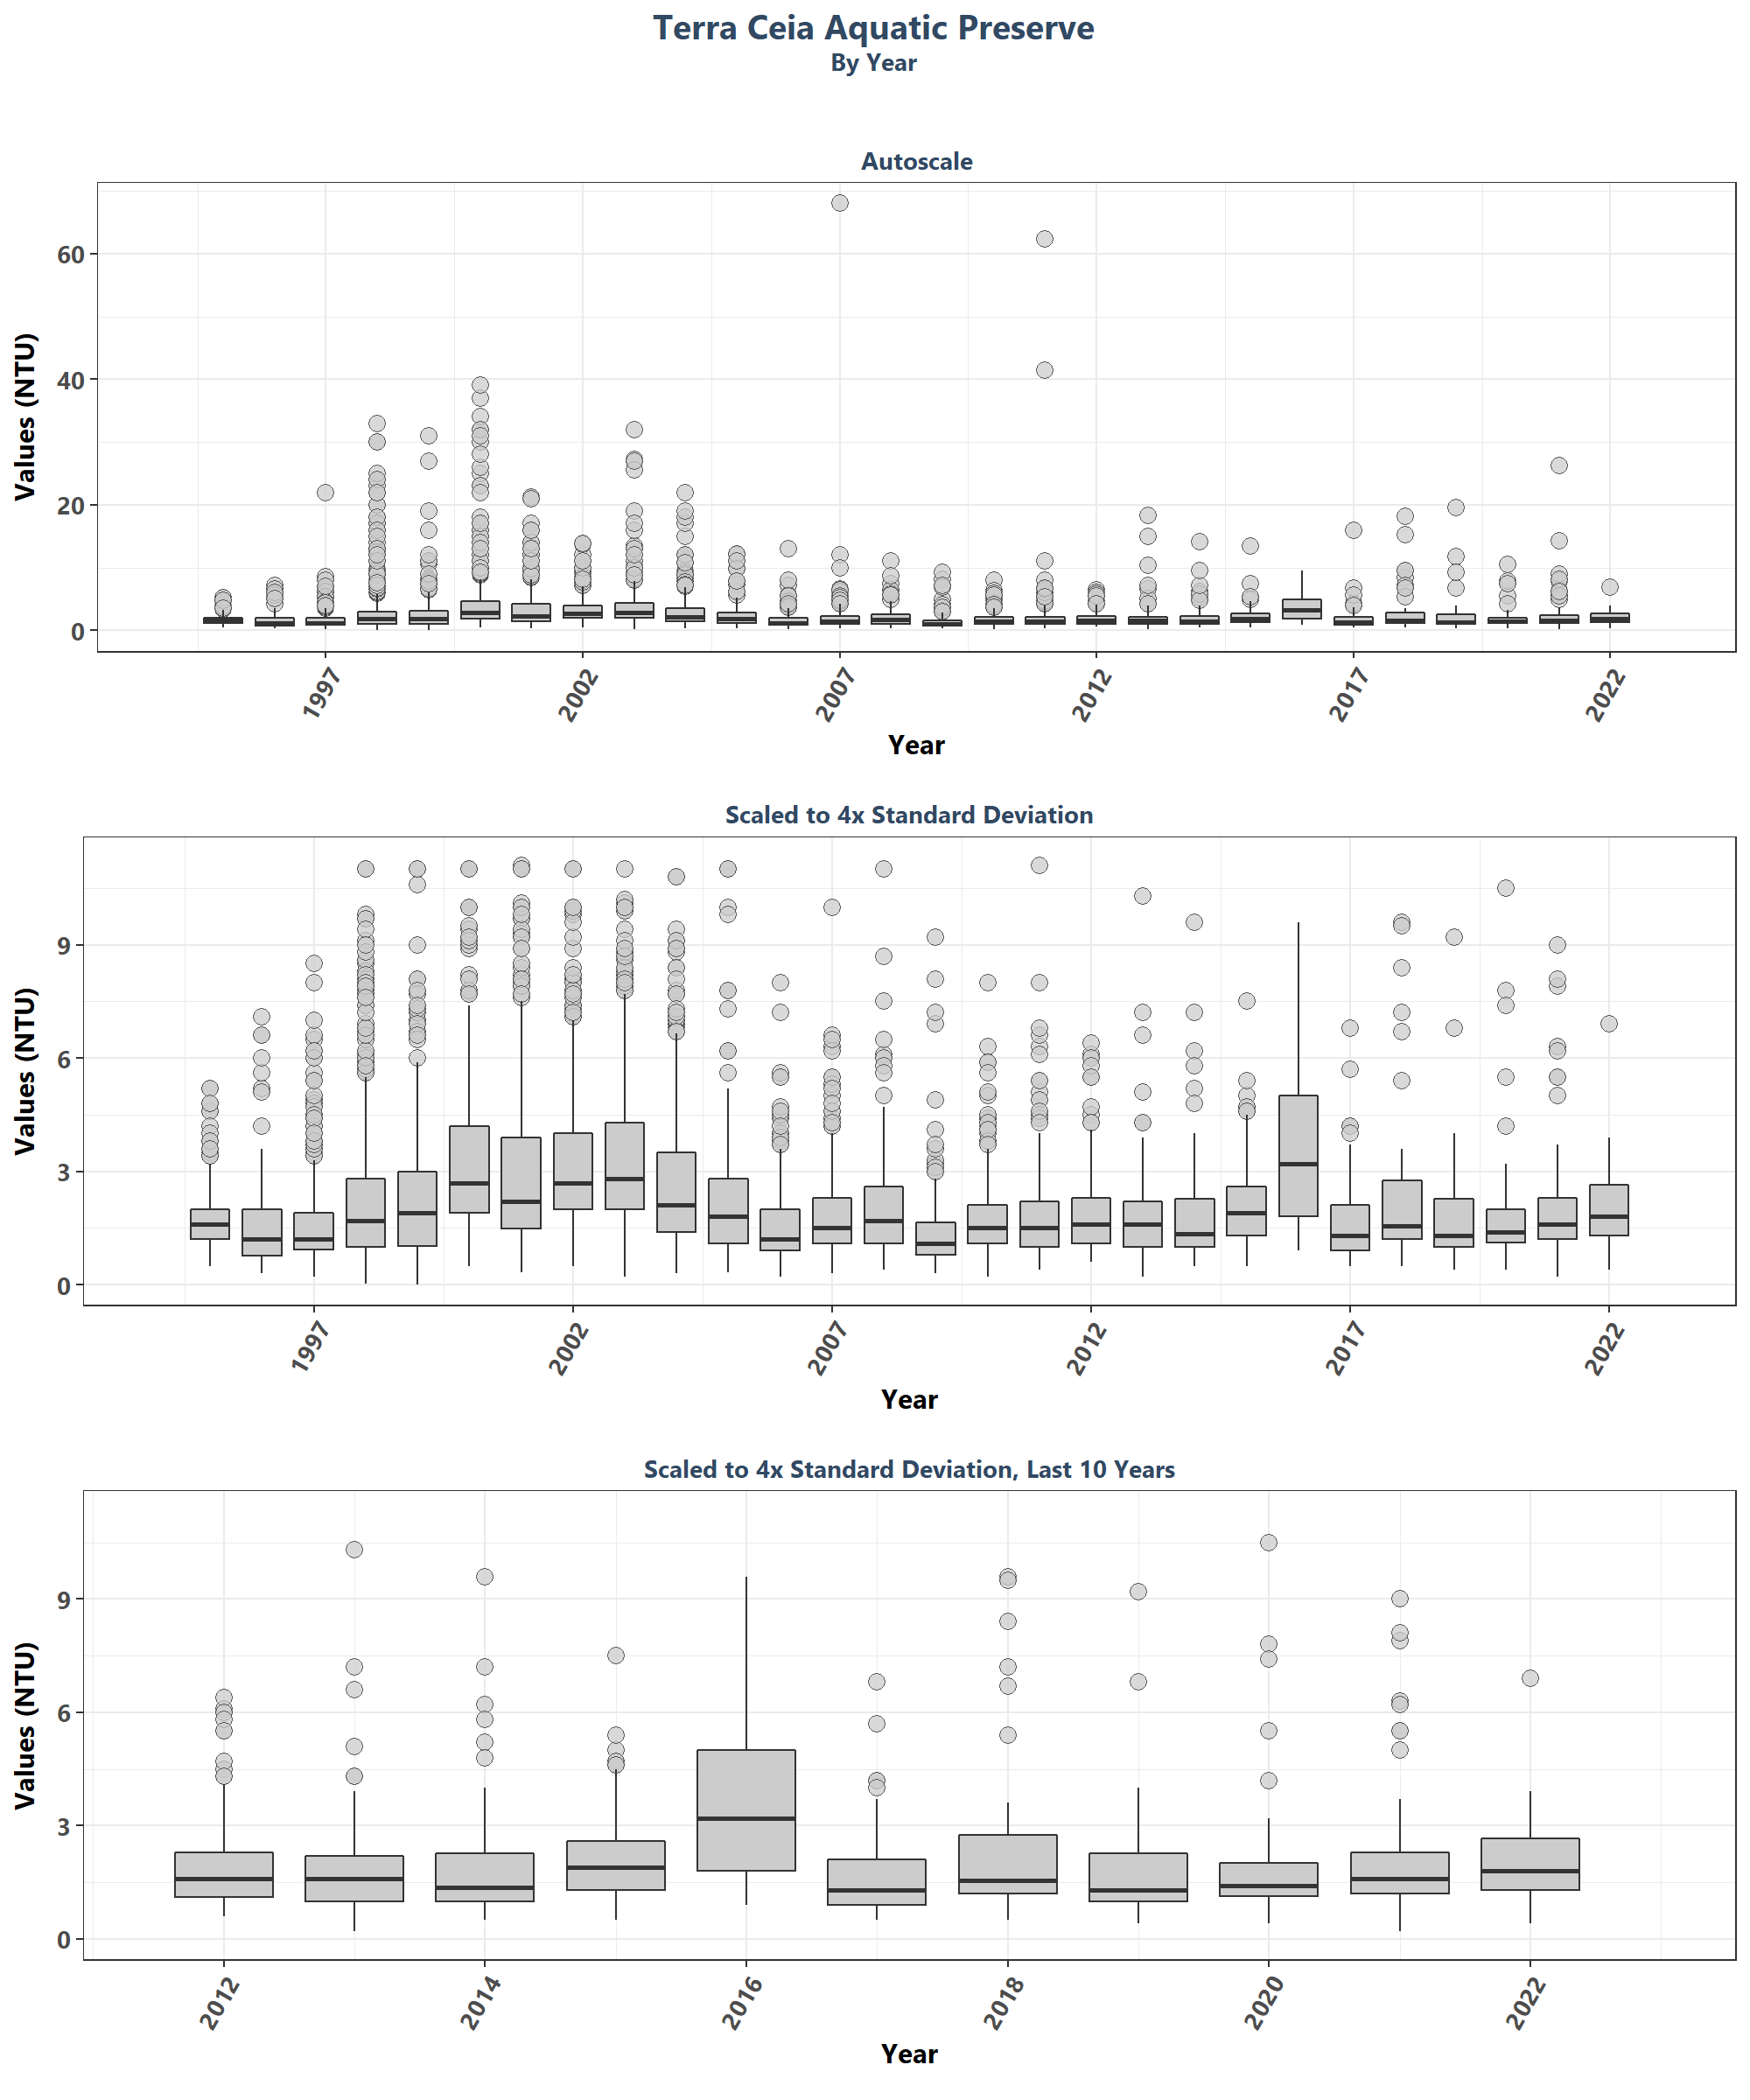 Terra Ceia Aquatic Preserve
By Year
Autoscale
Values (NTU)
60
40
20
0
1997 2002 2007 2012 2017 2022
Year
Scaled to 4x Standard Deviation
Values (NTU)
9
6
3
0
1997 2002 2007 2012 2017 2022
Year
Scaled to 4x Standard Deviation, Last 10 Years
Values (NTU)
9
6
3
0
2012 2014 2016 2018 2020 2022
Year